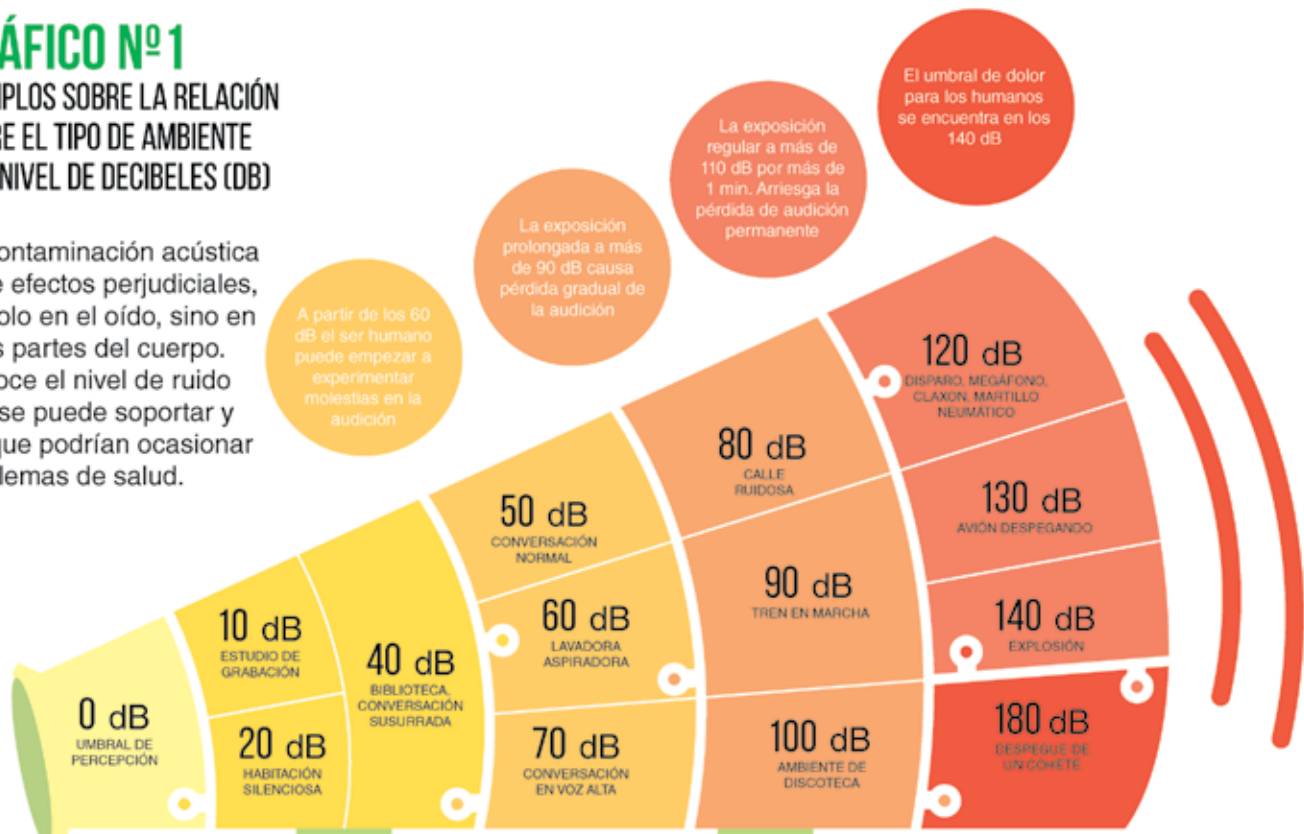 ÁFICO Nº1
MPLOS SOBRE LA RELACIÓN
RE EL TIPO DE AMBIENTE
NIVEL DE DECIBELES (DB)
ontaminación acústica
e efectos perjudiciales,
olo en el oído, sino en
s partes del cuerpo.
oce el nivel de ruido
se puede soportar y
que podrían ocasionar
lemas de salud.
A partir de los 60
dB el ser humano
puede empezar a
experimentar
molestias en la
audición
La exposición
prolongada a más
de 90 dB causa
pérdida gradual de
la audición
La exposición
regular a más de
110 dB por más de
1 min. Arriesga la
pérdida de audición
permanente
El umbral de dolor
para los humanos
se encuentra en los
140 dB
0 dB
UMBRAL DE
PERCEPCIÓN
10 dB
ESTUDIO DE
GRABACIÓN
20 dB
HABITACIÓN
SILENCIOSA
40 dB
BIBLIOTECA,
CONVERSACIÓN
SUSURRADA
50 dB
CONVERSACIÓN
NORMAL
60 dB
LAVADORA
ASPIRADORA
70 dB
CONVERSACIÓN
EN VOZ ALTA
80 dB
CALLE
RUIDOSA
90 dB
TREN EN MARCHA
100 dB
AMBIENTE DE
DISCOTECA
120 dB
DISPARO, MEGÁFONO,
CLAXON, MARTILLO
NEUMÁTICO
130 dB
AVIÓN DESPEGANDO
140 dB
EXPLOSIÓN
180 dB
DESPEGUE DE
UN COHETE